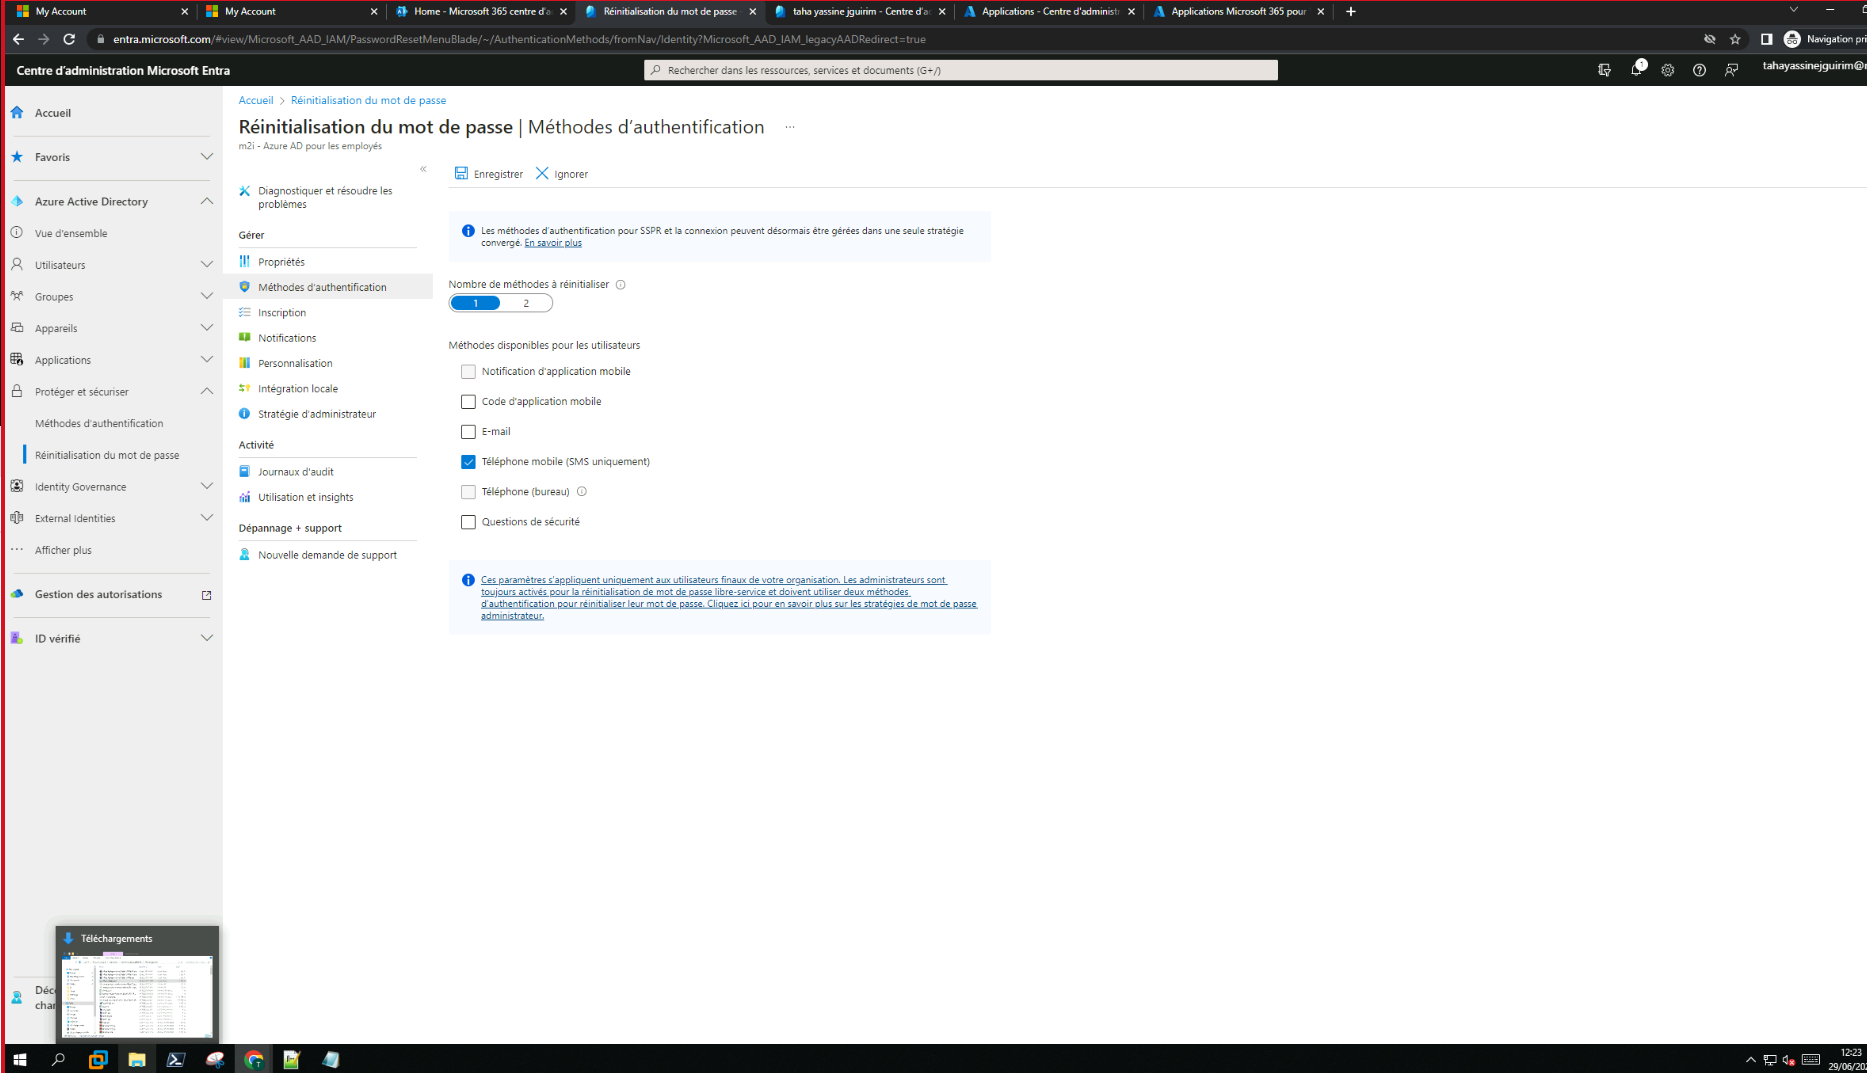 My Account
My Account
Home - Microsoft 365 centre d'a
Réinitialisation du mot de passe
taha yassine jguirim - Centre d'ac
Applications - Centre d'administr
Applications Microsoft 365 pour
entra.microsoft.com/#view/Microsoft_AAD_IAM/PasswordResetMenuBlade/~/AuthenticationMethods/fromNav/Identity?Microsoft_AAD_IAM_legacyAADRedirect=true
Navigation pri
Centre d'administration Microsoft Entra
Rechercher dans les ressources, services et documents (G+/)
1
tahayassinejguirim@
Accueil
Favoris
Azure Active Directory
Vue d'ensemble
Utilisateurs
Groupes
Appareils
Applications
Protéger et sécuriser
Méthodes d'authentification
Réinitialisation du mot de passe
Identity Governance
External Identities
Afficher plus
Gestion des autorisations
ID vérifié
Accueil > Réinitialisation du mot de passe
Réinitialisation du mot de passe | Méthodes d'authentification ...
m2i - Azure AD pour les employés
Diagnostiquer et résoudre les
problèmes
Gérer
Propriétés
Méthodes d'authentification
Inscription
Notifications
Personnalisation
Intégration locale
Stratégie d'administrateur
Activité
Journaux d'audit
Utilisation et insights
Dépannage + support
Nouvelle demande de support
Enregistrer
Ignorer
Les méthodes d'authentification pour SSPR et la connexion peuvent désormais être gérées dans une seule stratégie
convergé. En savoir plus
Nombre de méthodes à réinitialiser
1 2
Méthodes disponibles pour les utilisateurs
Notification d'application mobile
Code d'application mobile
E-mail
Téléphone mobile (SMS uniquement)
Téléphone (bureau)
Questions de sécurité
Ces paramètres s'appliquent uniquement aux utilisateurs finaux de votre organisation. Les administrateurs sont
toujours activés pour la réinitialisation de mot de passe libre-service et doivent utiliser deux méthodes
d'authentification pour réinitialiser leur mot de passe. Cliquez ici pour en savoir plus sur les stratégies de mot de passe
administrateur.
Téléchargements
Déc
char
12:23
29/06/20